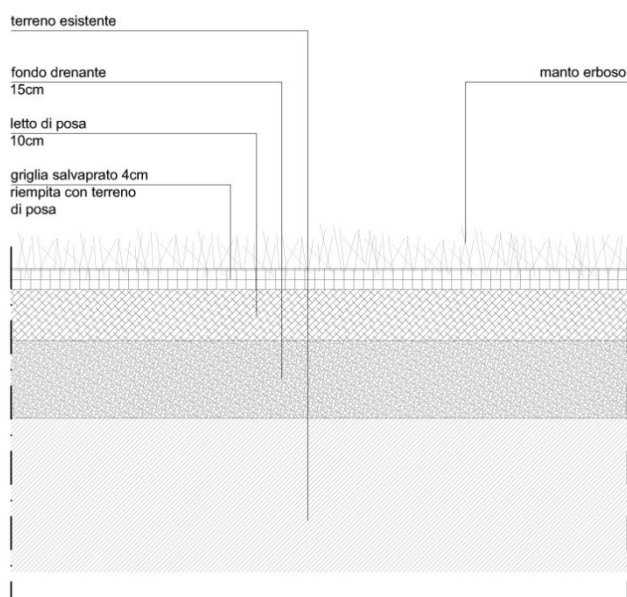 terreno esistente
fondo drenante
15cm
manto erboso
letto di posa
10cm
griglia salvaprato 4cm
riempita con terreno
di posa